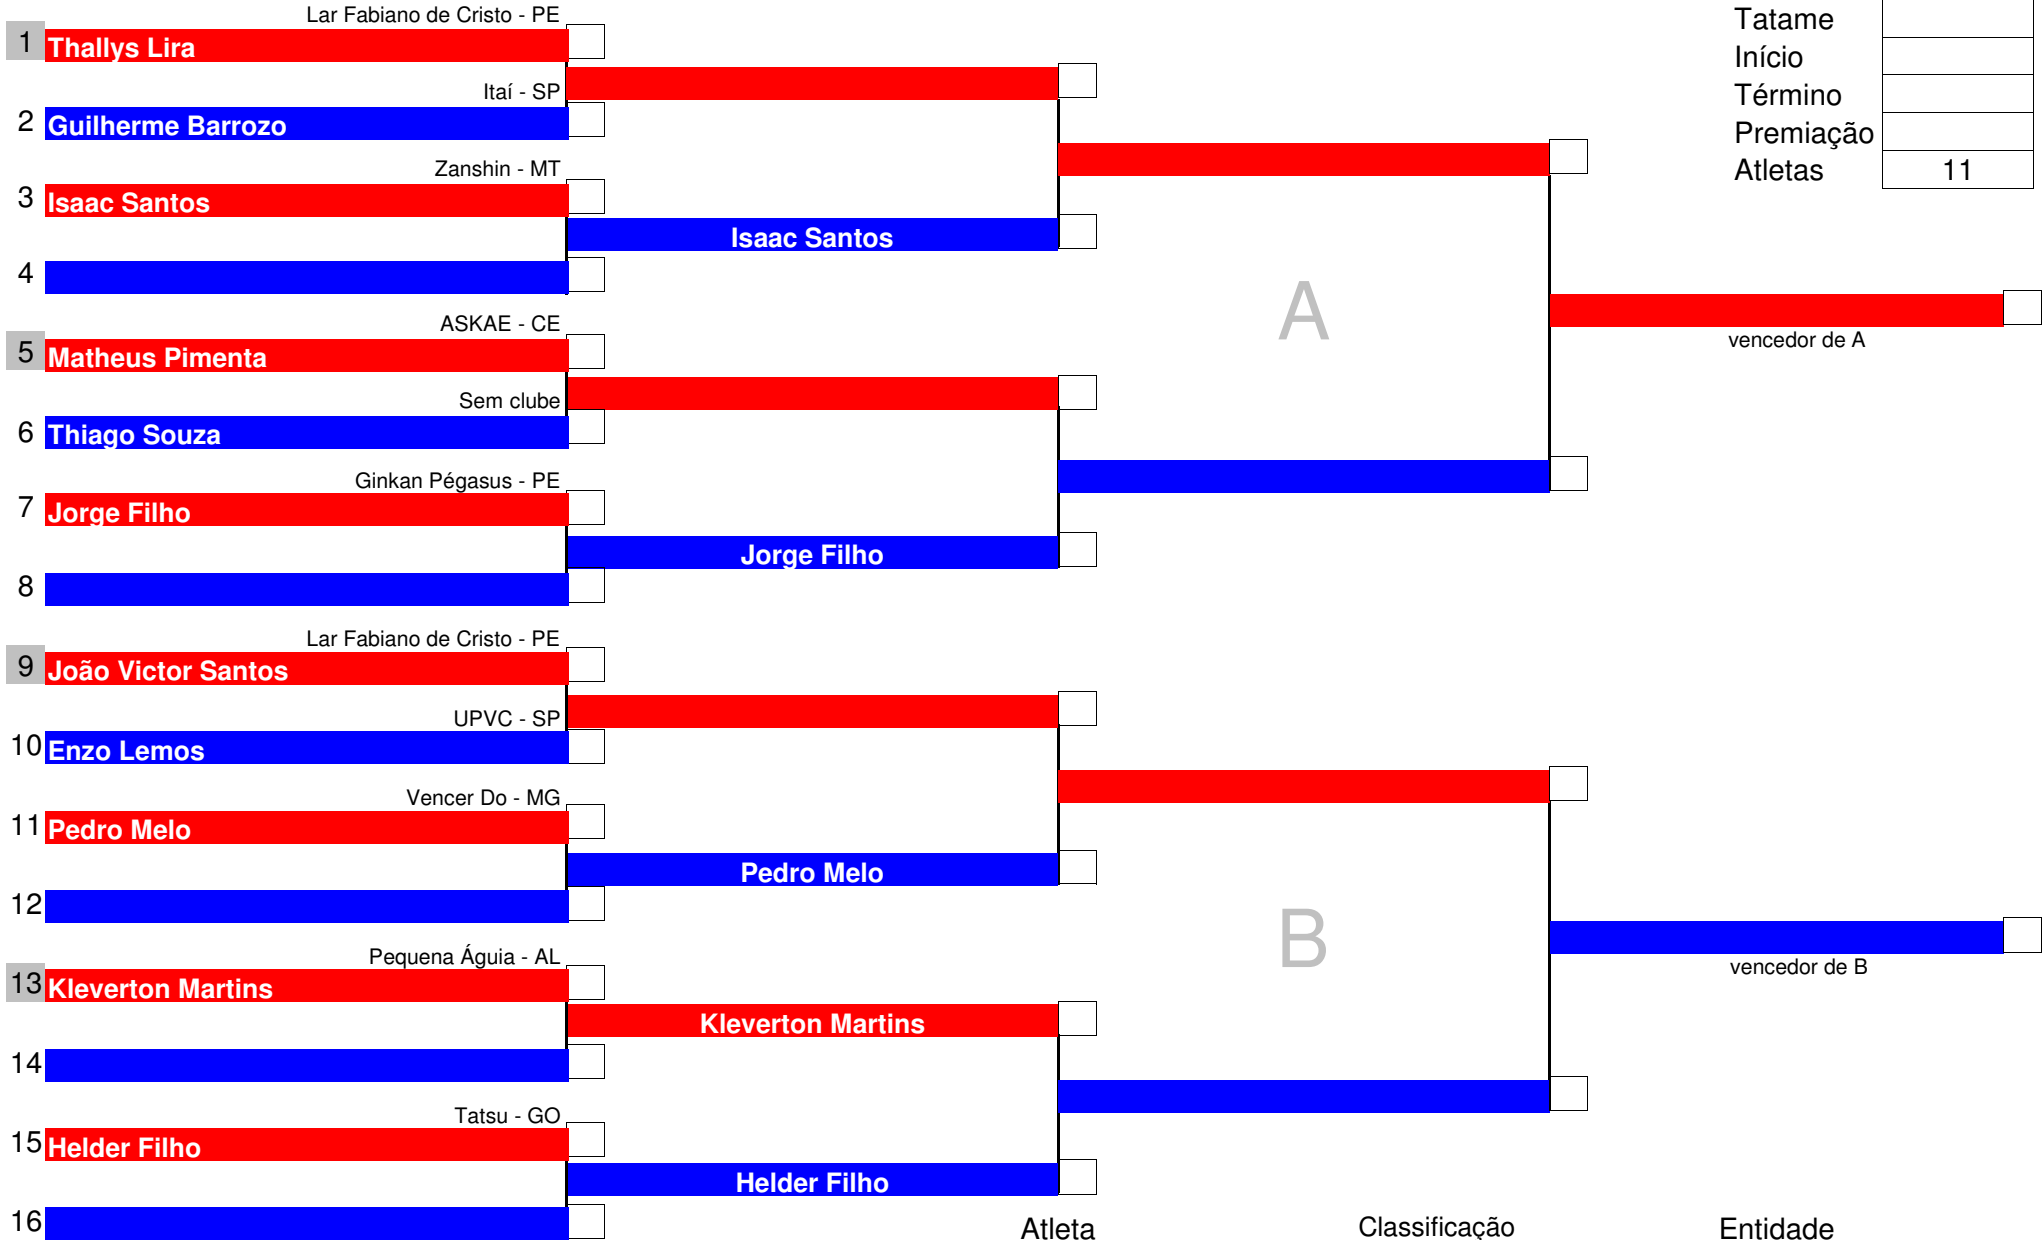 Lar Fabiano de Cristo - PE
1 Thallys Lira
Itaí - SP
2 Guilherme Barrozo
Zanshin - MT
3 Isaac Santos
Isaac Santos
4
ASKAE - CE
5 Matheus Pimenta
Sem clube
6 Thiago Souza
Ginkan Pégasus - PE
7 Jorge Filho
Jorge Filho
8
Lar Fabiano de Cristo - PE
9 João Victor Santos
UPVC - SP
10 Enzo Lemos
Vencer Do - MG
11 Pedro Melo
Pedro Melo
12
Pequena Águia - AL
13 Kleverton Martins
Kleverton Martins
14
Tatsu - GO
15 Helder Filho
Helder Filho
16
A
B
vencedor de A
vencedor de B
Tatame
Início
Término
Premiação
Atletas 11
Atleta Classificação Entidade